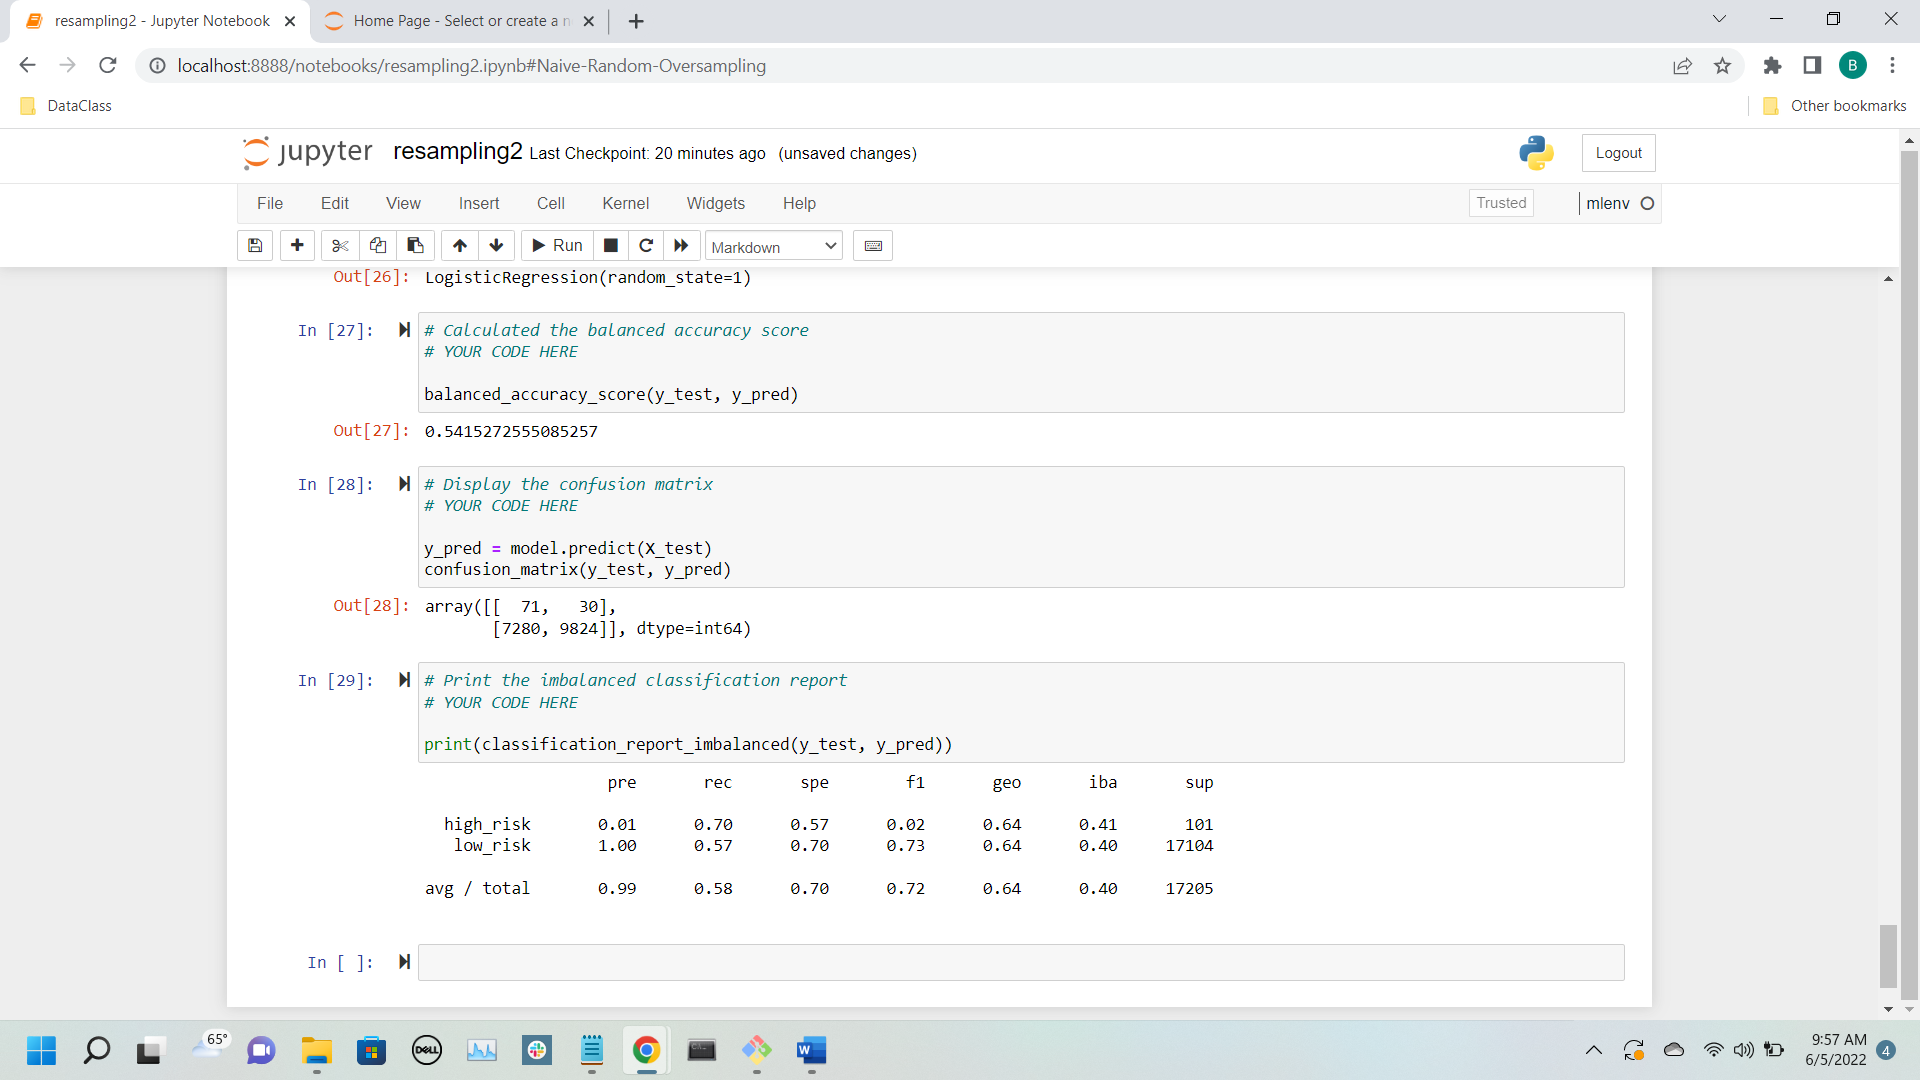 resampling2 - Jupyter Notebook
Home Page - Select or create a n
localhost:8888/notebooks/resampling2.ipynb#Naive-Random-Oversampling
B
DataClass
Other bookmarks
jupyter resampling2 Last Checkpoint: 20 minutes ago (unsaved changes)
Logout
File Edit View Insert Cell Kernel Widgets Help
Trusted
mlenv
Run
Markdown
Out[26]: LogisticRegression(random_state=1)
In [27]: # Calculated the balanced accuracy score
# YOUR CODE HERE
balanced_accuracy_score(y_test, y_pred)
Out[27]: 0.5415272555085257
In [28]: # Display the confusion matrix
# YOUR CODE HERE
y_pred = model.predict(X_test)
confusion_matrix(y_test, y_pred)
Out[28]: array([[ 71, 30],
[7280, 9824]], dtype=int64)
In [29]: # Print the imbalanced classification report
# YOUR CODE HERE
print(classification_report_imbalanced(y_test, y_pred))
pre rec spe f1 geo iba sup
high_risk 0.01 0.70 0.57 0.02 0.64 0.41 101
low_risk 1.00 0.57 0.70 0.73 0.64 0.40 17104
avg / total 0.99 0.58 0.70 0.72 0.64 0.40 17205
In [ ]:
65°
DELL
W
9:57 AM
6/5/2022
4